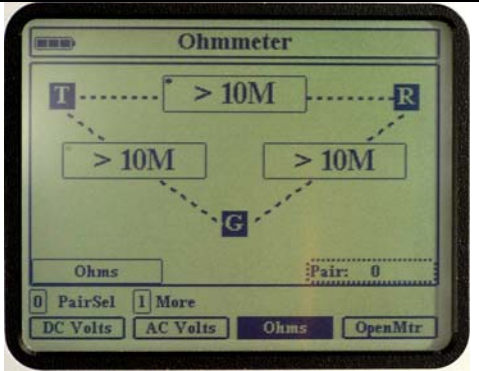 Ohmmeter
T > 10M R
> 10M > 10M
G
Ohms Pair: 0
0 PairSel 1 More
DC Volts AC Volts Ohms OpenMtr